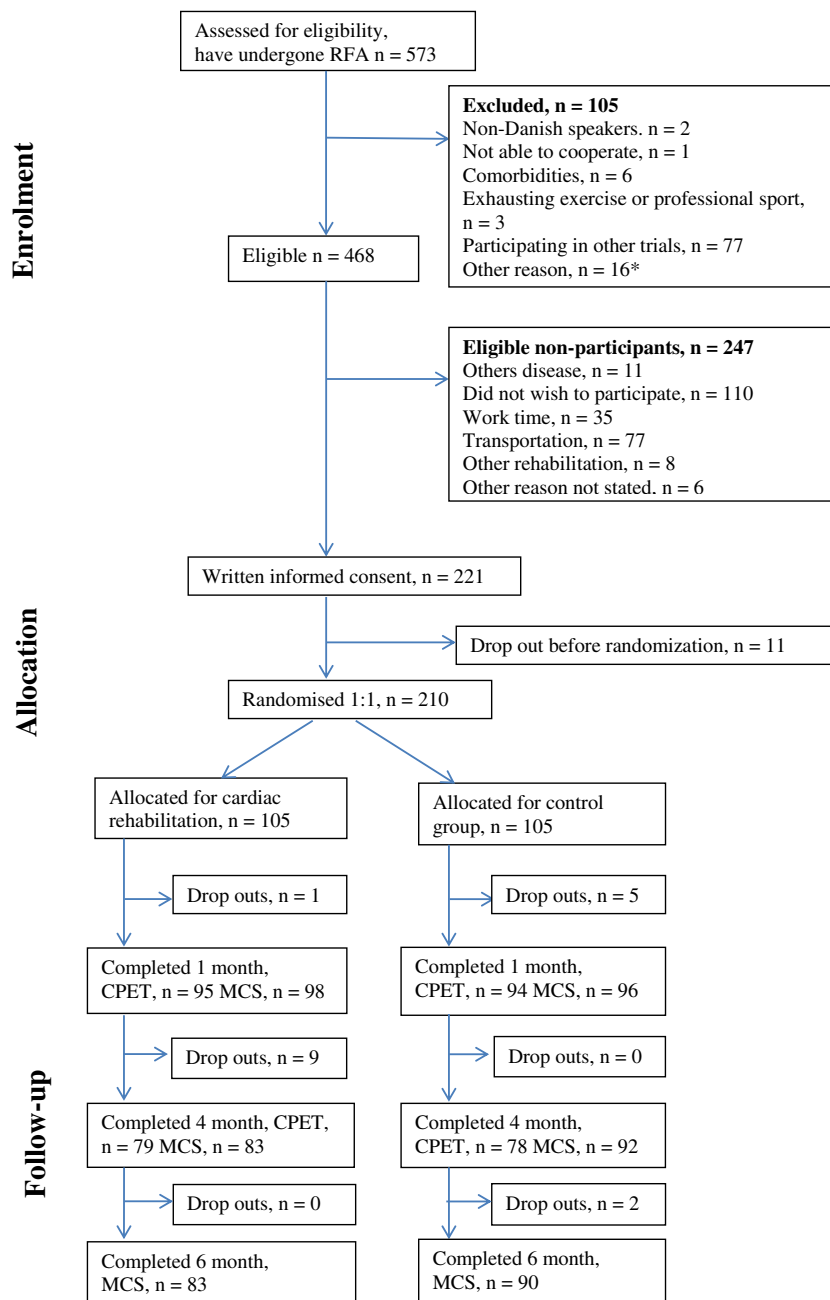 Assessed for eligibility,
have undergone RFA n = 573
Excluded, n = 105
Non-Danish speakers. n = 2
Not able to cooperate, n = 1
Comorbidities, n = 6
Exhausting exercise or professional sport,
n = 3
Participating in other trials, n = 77
Other reason, n = 16*
Enrolment
Eligible n = 468
Eligible non-participants, n = 247
Others disease, n = 11
Did not wish to participate, n = 110
Work time, n = 35
Transportation, n = 77
Other rehabilitation, n = 8
Other reason not stated. n = 6
Written informed consent, n = 221
Allocation
Drop out before randomization, n = 11
Randomised 1:1, n = 210
Allocated for cardiac
rehabilitation, n = 105
Allocated for control
group, n = 105
Drop outs, n = 1
Drop outs, n = 5
Completed 1 month,
CPET, n = 95 MCS, n = 98
Completed 1 month,
CPET, n = 94 MCS, n = 96
Follow-up
Drop outs, n = 9
Drop outs, n = 0
Completed 4 month, CPET,
n = 79 MCS, n = 83
Completed 4 month,
CPET, n = 78 MCS, n = 92
Drop outs, n = 0
Drop outs, n = 2
Completed 6 month,
MCS, n = 83
Completed 6 month,
MCS, n = 90